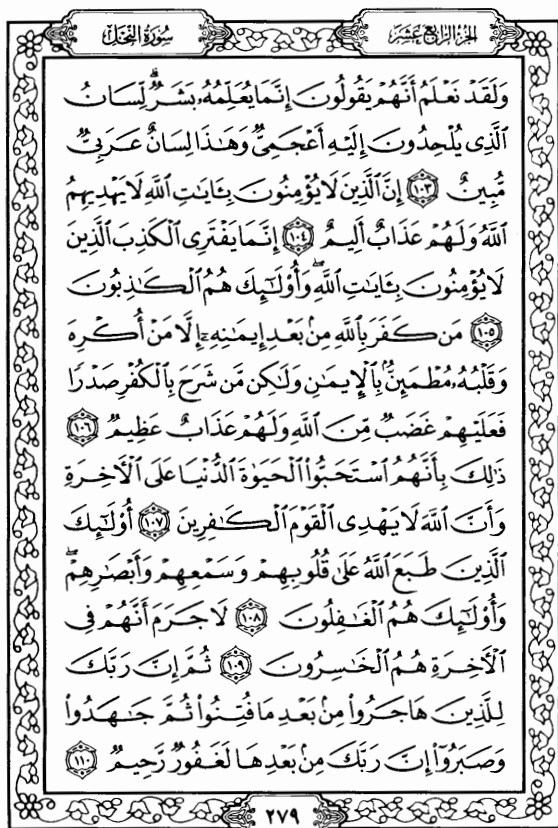 الجزء الرابع عشر
سورة النحل
وَلَقَدْ نَعْلَمُ أَنَّهُمْ يَقُولُونَ إِنَّمَا يُعَلِّمُهُۥ بَشَرٌۗ لِّسَانُ
ٱلَّذِى يُلْحِدُونَ إِلَيْهِ أَعْجَمِىٌّ وَهَٰذَا لِسَانٌ عَرَبِىٌّ
مُّبِينٌ ١٠٣ إِنَّ ٱلَّذِينَ لَا يُؤْمِنُونَ بِـَٔايَٰتِ ٱللَّهِ لَا يَهْدِيهِمُ
ٱللَّهُ وَلَهُمْ عَذَابٌ أَلِيمٌ ١٠٤ إِنَّمَا يَفْتَرِى ٱلْكَذِبَ ٱلَّذِينَ
لَا يُؤْمِنُونَ بِـَٔايَٰتِ ٱللَّهِۖ وَأُو۟لَٰٓئِكَ هُمُ ٱلْكَٰذِبُونَ
١٠٥ مَن كَفَرَ بِٱللَّهِ مِنۢ بَعْدِ إِيمَٰنِهِۦٓ إِلَّا مَنْ أُكْرِهَ
وَقَلْبُهُۥ مُطْمَئِنٌّۢ بِٱلْإِيمَٰنِ وَلَٰكِن مَّن شَرَحَ بِٱلْكُفْرِ صَدْرًا
فَعَلَيْهِمْ غَضَبٌ مِّنَ ٱللَّهِ وَلَهُمْ عَذَابٌ عَظِيمٌ ١٠٦
ذَٰلِكَ بِأَنَّهُمُ ٱسْتَحَبُّوا۟ ٱلْحَيَوٰةَ ٱلدُّنْيَا عَلَى ٱلْءَاخِرَةِ
وَأَنَّ ٱللَّهَ لَا يَهْدِى ٱلْقَوْمَ ٱلْكَٰفِرِينَ ١٠٧ أُو۟لَٰٓئِكَ
ٱلَّذِينَ طَبَعَ ٱللَّهُ عَلَىٰ قُلُوبِهِمْ وَسَمْعِهِمْ وَأَبْصَٰرِهِمْۖ
وَأُو۟لَٰٓئِكَ هُمُ ٱلْغَٰفِلُونَ ١٠٨ لَا جَرَمَ أَنَّهُمْ فِى
ٱلْءَاخِرَةِ هُمُ ٱلْخَٰسِرُونَ ١٠٩ ثُمَّ إِنَّ رَبَّكَ
لِلَّذِينَ هَاجَرُوا۟ مِنۢ بَعْدِ مَا فُتِنُوا۟ ثُمَّ جَٰهَدُوا۟
وَصَبَرُوٓا۟ إِنَّ رَبَّكَ مِنۢ بَعْدِهَا لَغَفُورٌ رَّحِيمٌ ١١٠
٢٧٩